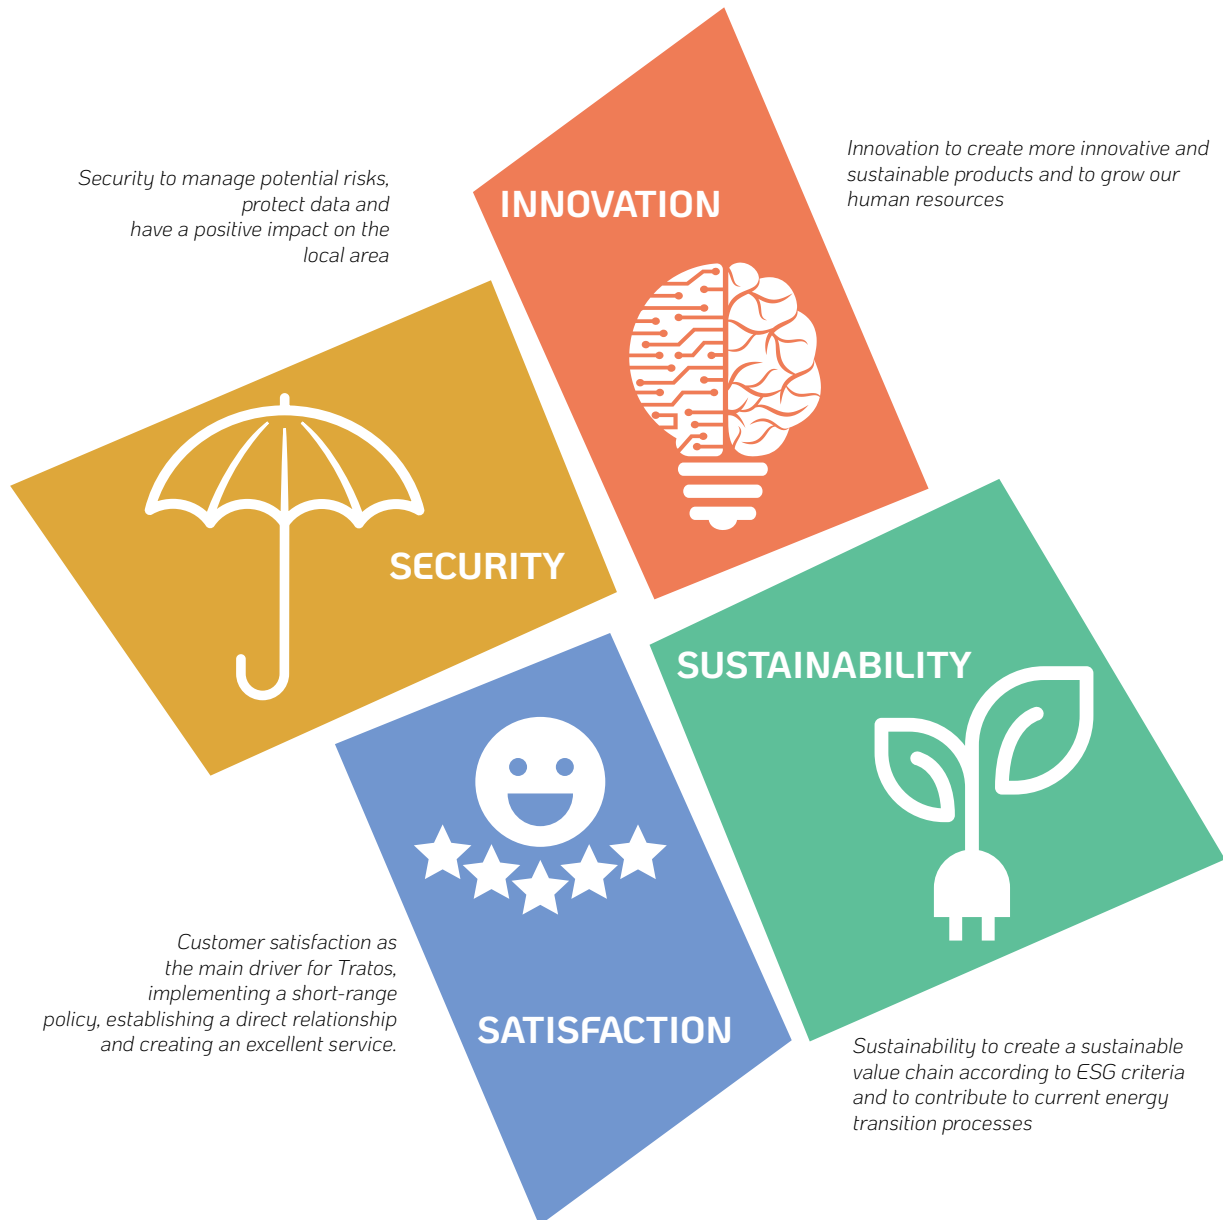 Security to manage potential risks,
protect data and
have a positive impact on the
local area
INNOVATION
Innovation to create more innovative and
sustainable products and to grow our
human resources
SECURITY
SUSTAINABILITY
Customer satisfaction as
the main driver for Tratos,
implementing a short-range
policy, establishing a direct relationship
and creating an excellent service.
SATISFACTION
Sustainability to create a sustainable
value chain according to ESG criteria
and to contribute to current energy
transition processes